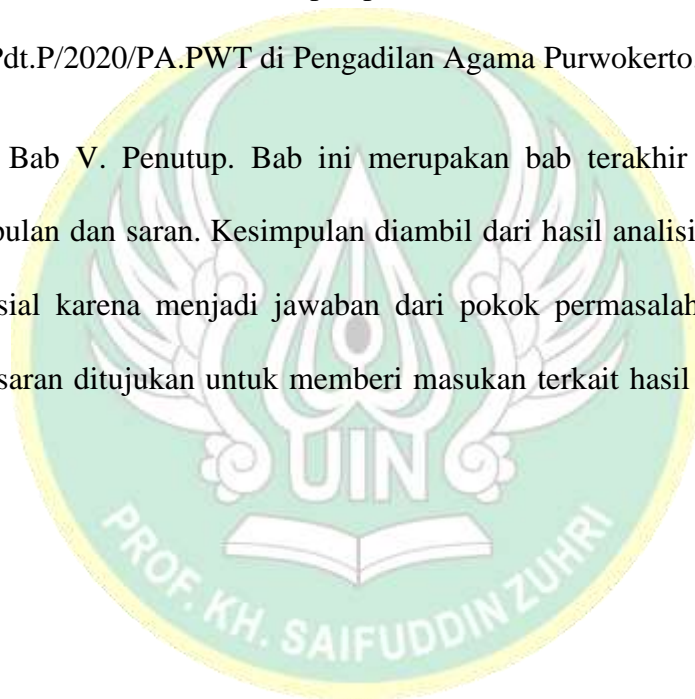 Pdt.P/2020/PA.PWT di Pengadilan Agama Purwokerto.
Bab V. Penutup. Bab ini merupakan bab terakhir
pulan dan saran. Kesimpulan diambil dari hasil analisi
sial karena menjadi jawaban dari pokok permasalah
saran ditujukan untuk memberi masukan terkait hasil
UIN
PROF. KH. SAIFUDDIN ZUHRI